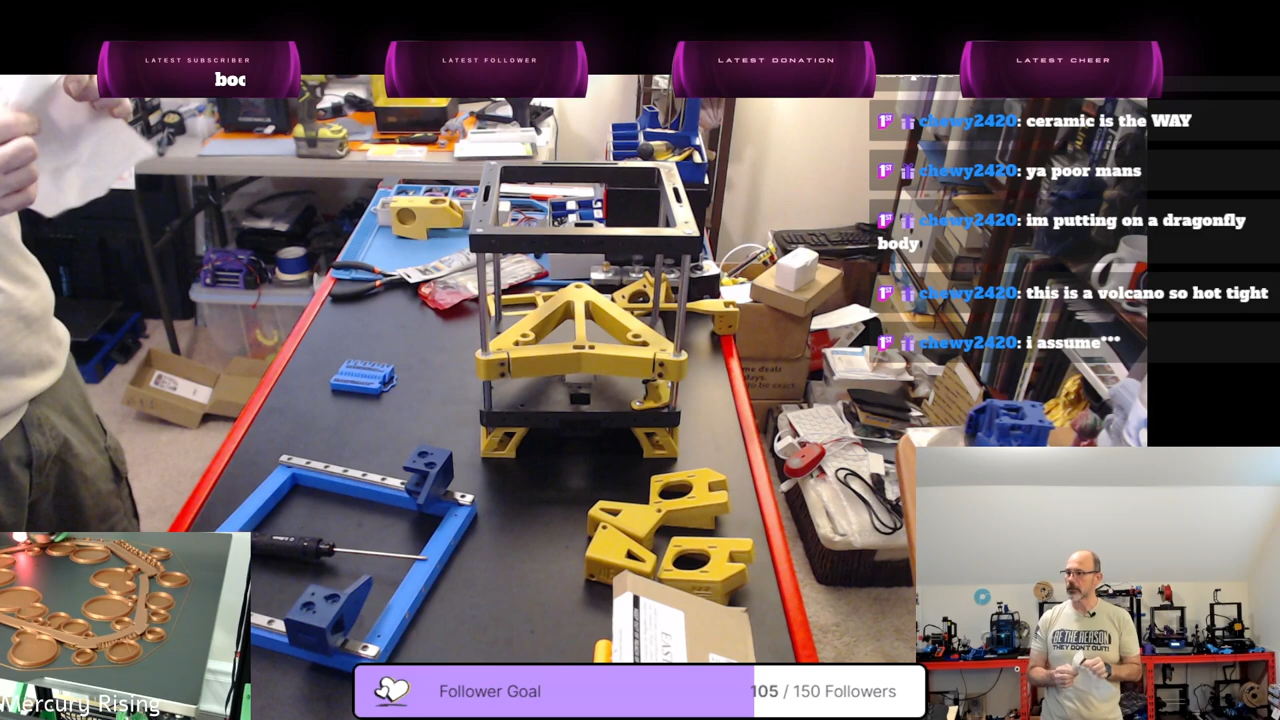 LATEST SUBSCRIBER
boc
LATEST FOLLOWER
LATEST DONATION
LATEST CHEER
chewy2420: ceramic is the WAY
chewy2420: ya poor mans
chewy2420: im putting on a dragonfly
body
chewy2420: this is a volcano so hot tight
chewy2420: i assume***
BE THE REASON
THEY DON'T QUIT!
Mercury Rising
Follower Goal
105 / 150 Followers